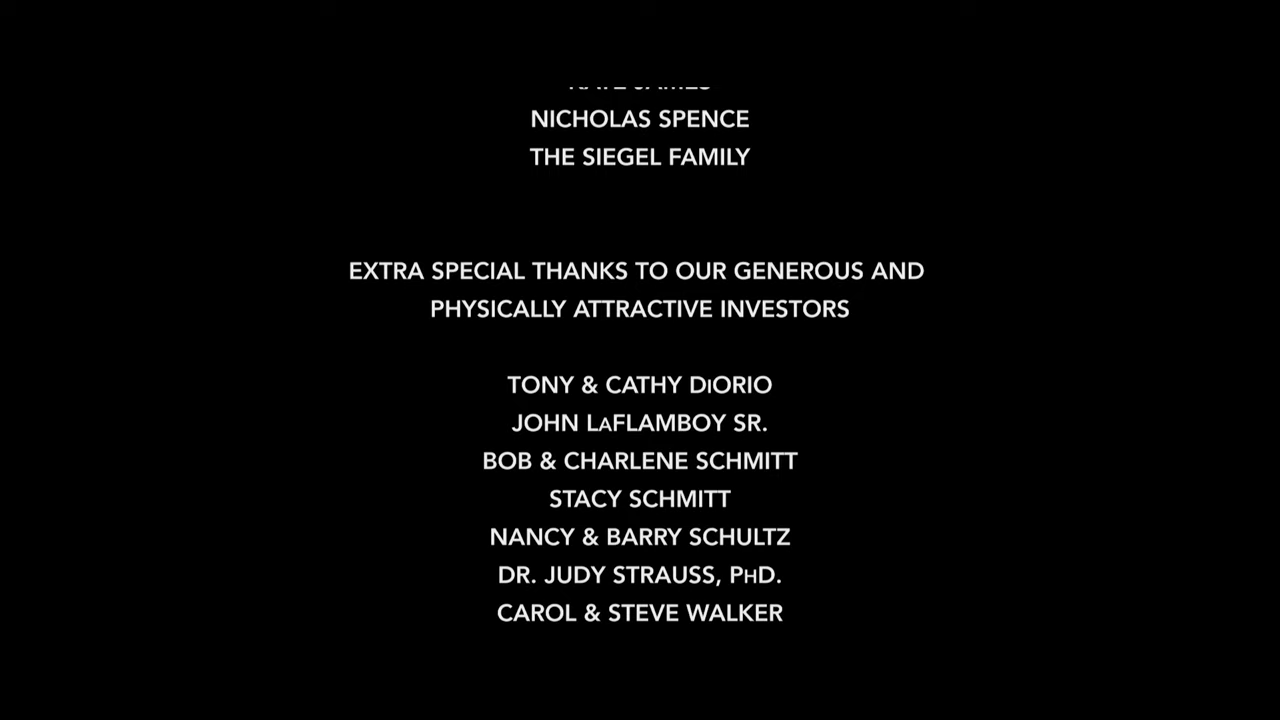 NICHOLAS SPENCE
THE SIEGEL FAMILY
EXTRA SPECIAL THANKS TO OUR GENEROUS AND
PHYSICALLY ATTRACTIVE INVESTORS
TONY & CATHY DiORIO
JOHN LaFLAMBOY SR.
BOB & CHARLENE SCHMITT
STACY SCHMITT
NANCY & BARRY SCHULTZ
DR. JUDY STRAUSS, PhD.
CAROL & STEVE WALKER